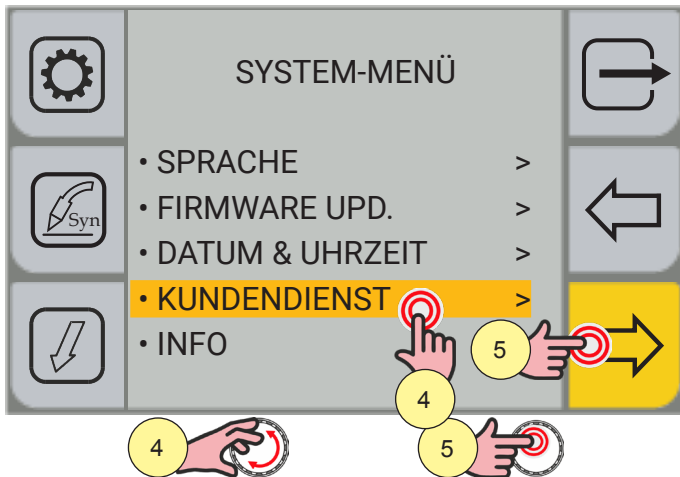 SYSTEM-MENÜ
• SPRACHE >
Syn
• FIRMWARE UPD. >
• DATUM & UHRZEIT >
• KUNDENDIENST >
• INFO
5
4
4
5